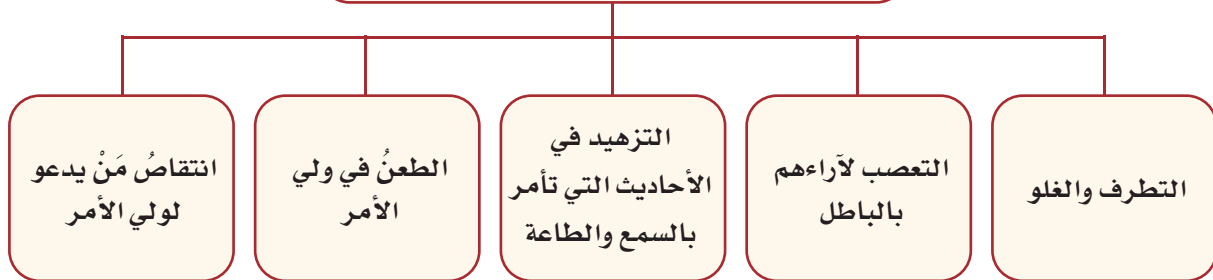 التطرف والغلو
التعصب لآراءهم
بالباطل
التزهيد في
الأحاديث التي تأمر
بالسمع والطاعة
الطعنُ في ولي
الأمر
انتقاصُ مَنْ يدعو
لولي الأمر